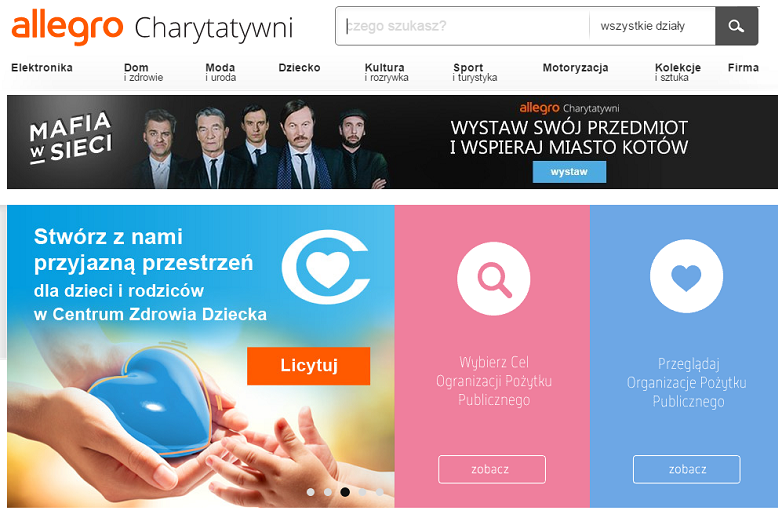 allegro Charytatywni
czego szukasz?
wszystkie działy
Elektronika
Dom
i zdrowie
Moda
i uroda
Dziecko
Kultura
i rozrywka
Sport
i turystyka
Motoryzacja
Kolekcje
i sztuka
Firma
MAFIA
w SIECI
allegro Charytatywni
WYSTAW SWÓJ PRZEDMIOT
I WSPIERAJ MIASTO KOTÓW
wystaw
Stwórz z nami
przyjazną przestrzeń
dla dzieci i rodziców
w Centrum Zdrowia Dziecka
Licytuj
Wybierz Cel
Ogranizacji Pożytku
Publicznego
zobacz
Przeglądaj
Organizacje Pożytku
Publicznego
zobacz